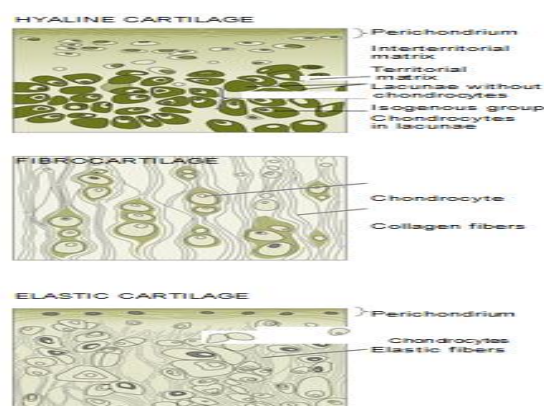 HYALINE CARTILAGE
Perichondrium
Interterritorial
matrix
Territorial
matrix
Lacunae without
chondrocytes
Isogenous group
Chondrocytes
in lacunae
FIBROCARTILAGE
Chondrocyte
Collagen fibers
ELASTIC CARTILAGE
Perichondrium
Chondrocytes
Elastic fibers